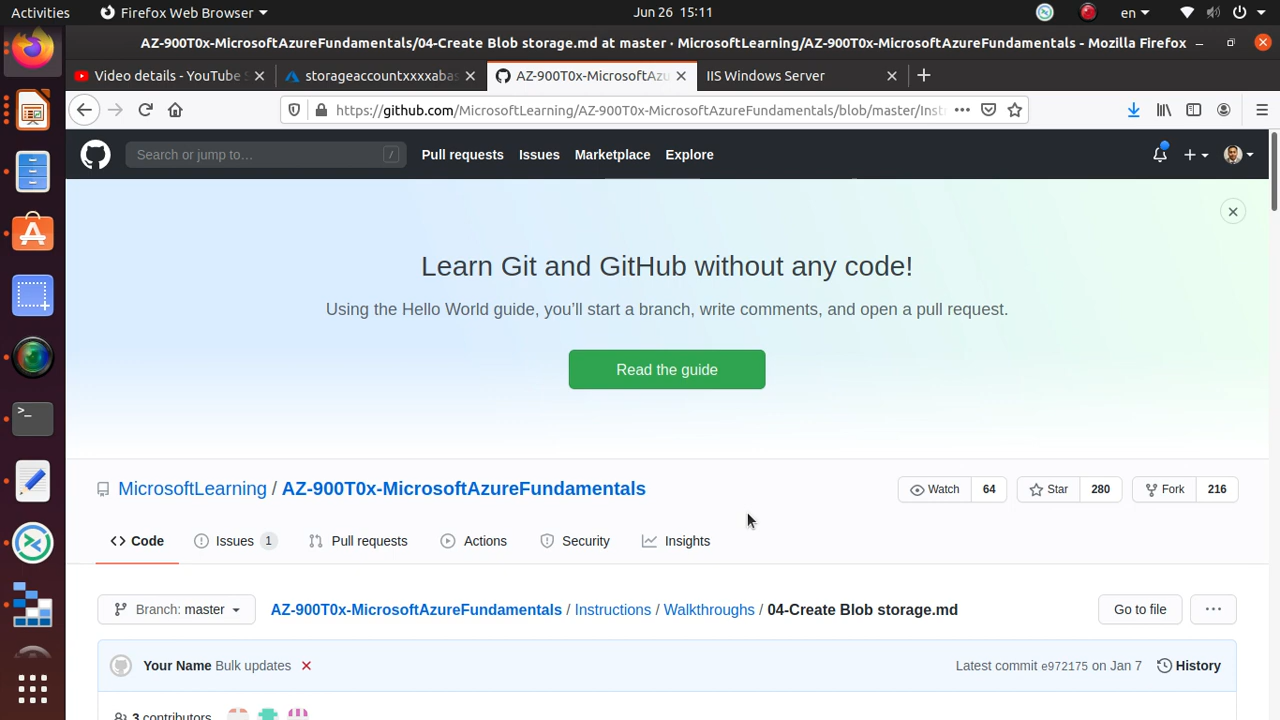 Activities Firefox Web Browser Jun 26 15:11 en
AZ-900T0x-MicrosoftAzureFundamentals/04-Create Blob storage.md at master · MicrosoftLearning/AZ-900T0x-MicrosoftAzureFundamentals - Mozilla Firefox
Video details - YouTube S storageaccountxxxxabas AZ-900T0x-MicrosoftAzu IIS Windows Server
https://github.com/MicrosoftLearning/AZ-900T0x-MicrosoftAzureFundamentals/blob/master/Inst
Search or jump to… / Pull requests Issues Marketplace Explore
Learn Git and GitHub without any code!
Using the Hello World guide, you’ll start a branch, write comments, and open a pull request.
Read the guide
MicrosoftLearning / AZ-900T0x-MicrosoftAzureFundamentals Watch 64 Star 280 Fork 216
Code Issues 1 Pull requests Actions Security Insights
Branch: master AZ-900T0x-MicrosoftAzureFundamentals / Instructions / Walkthroughs / 04-Create Blob storage.md Go to file
Your Name Bulk updates Latest commit e972175 on Jan 7 History
3 contributors